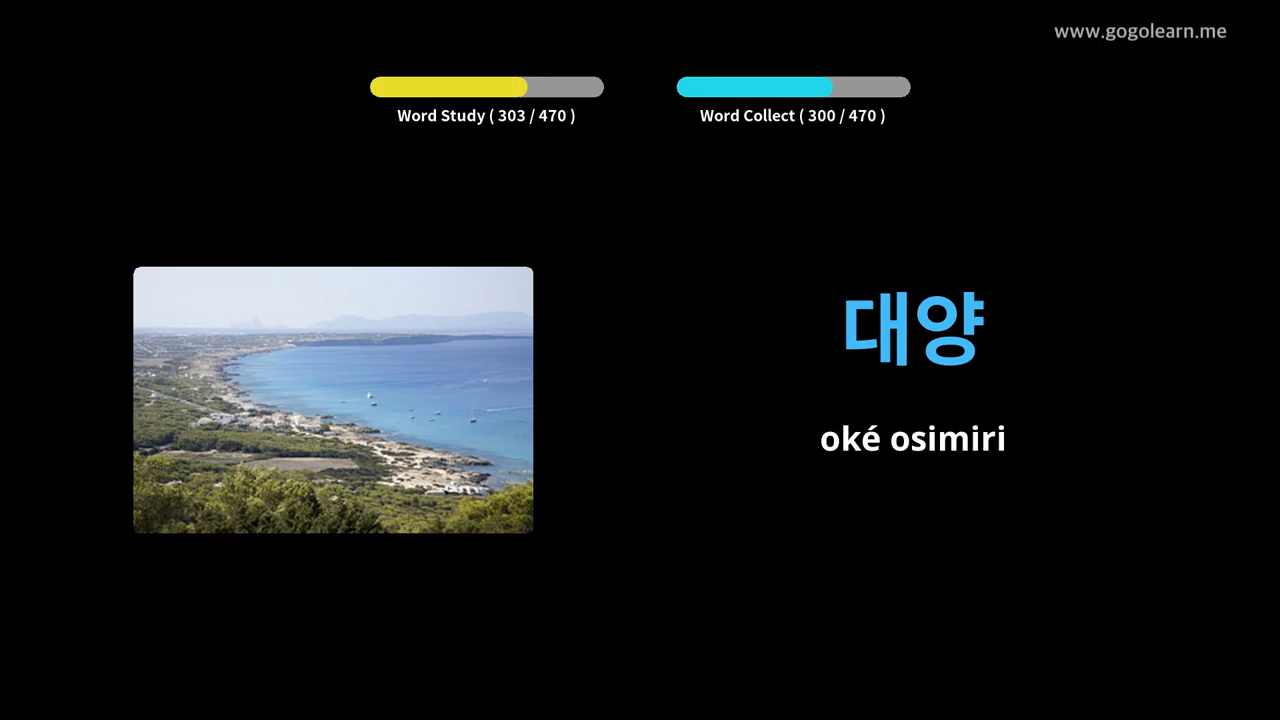 www.gogolearn.me
Word Study ( 303 / 470 )
Word Collect ( 300 / 470 )
대양
oké osimiri